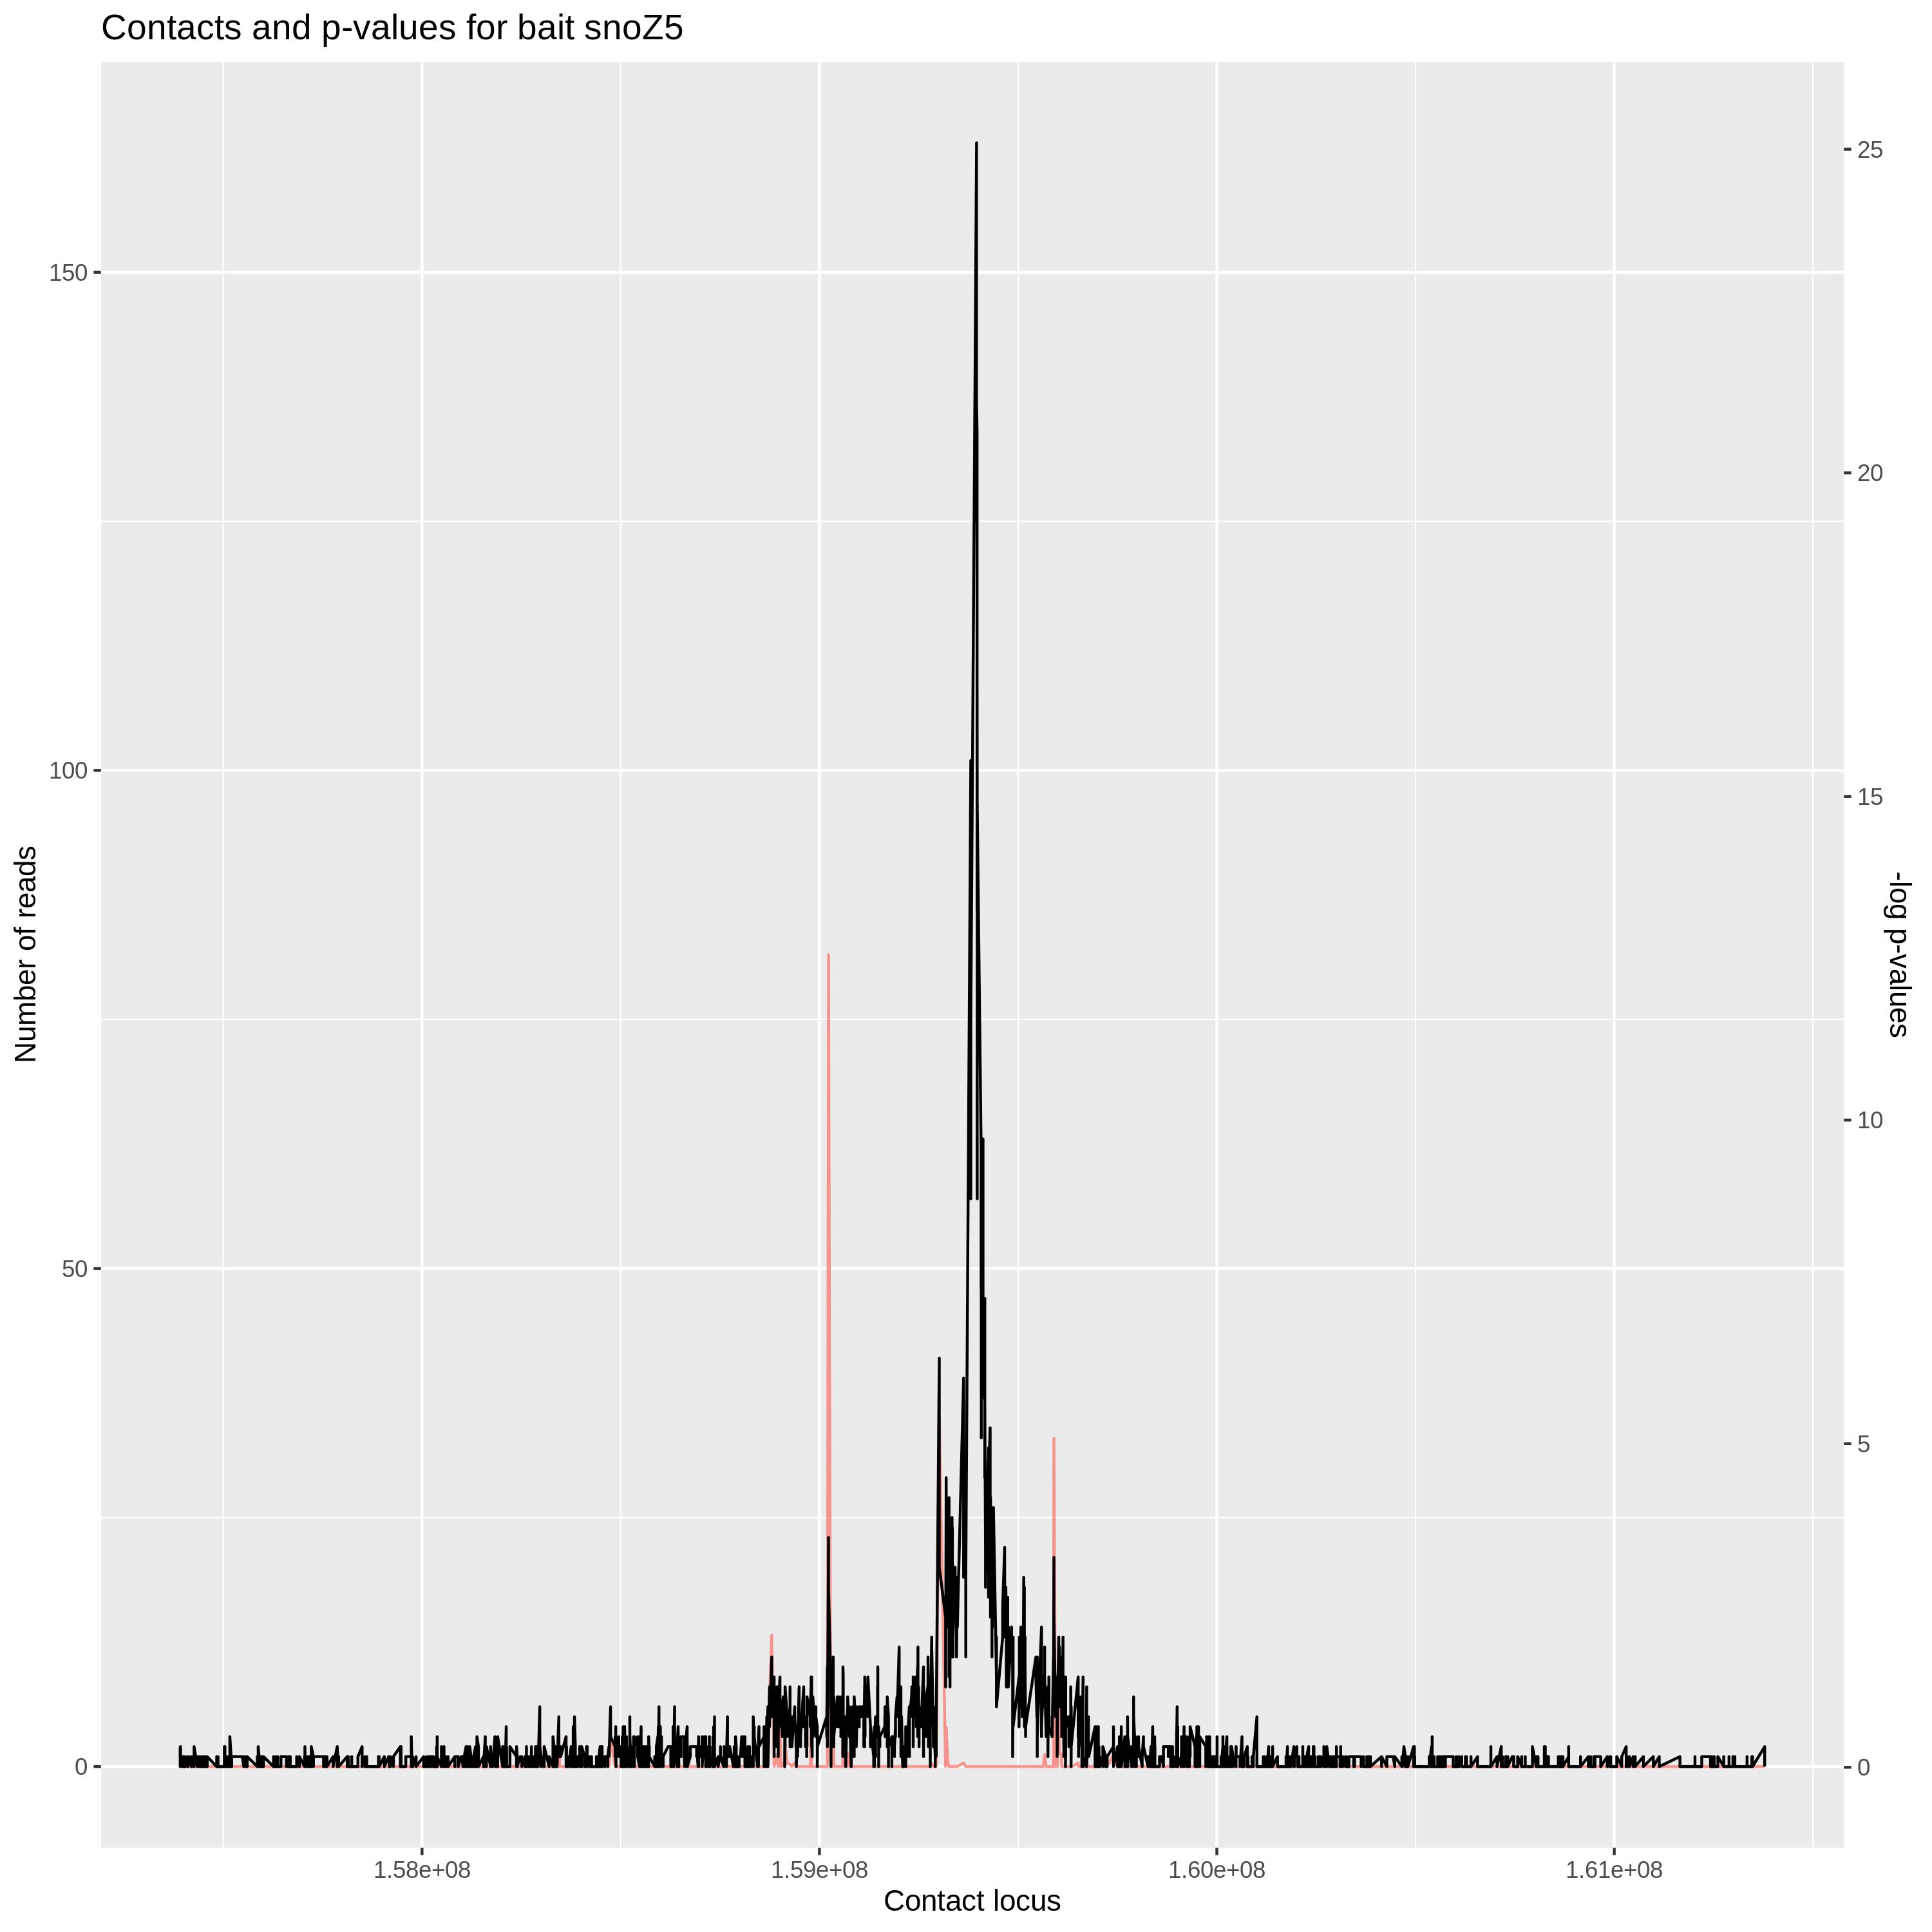 Contacts and p-values for bait snoZ5
Number of reads
150
100
50
0
25
20
15
10
5
0
-log p-values
1.58e+08
1.59e+08
1.60e+08
1.61e+08
Contact locus